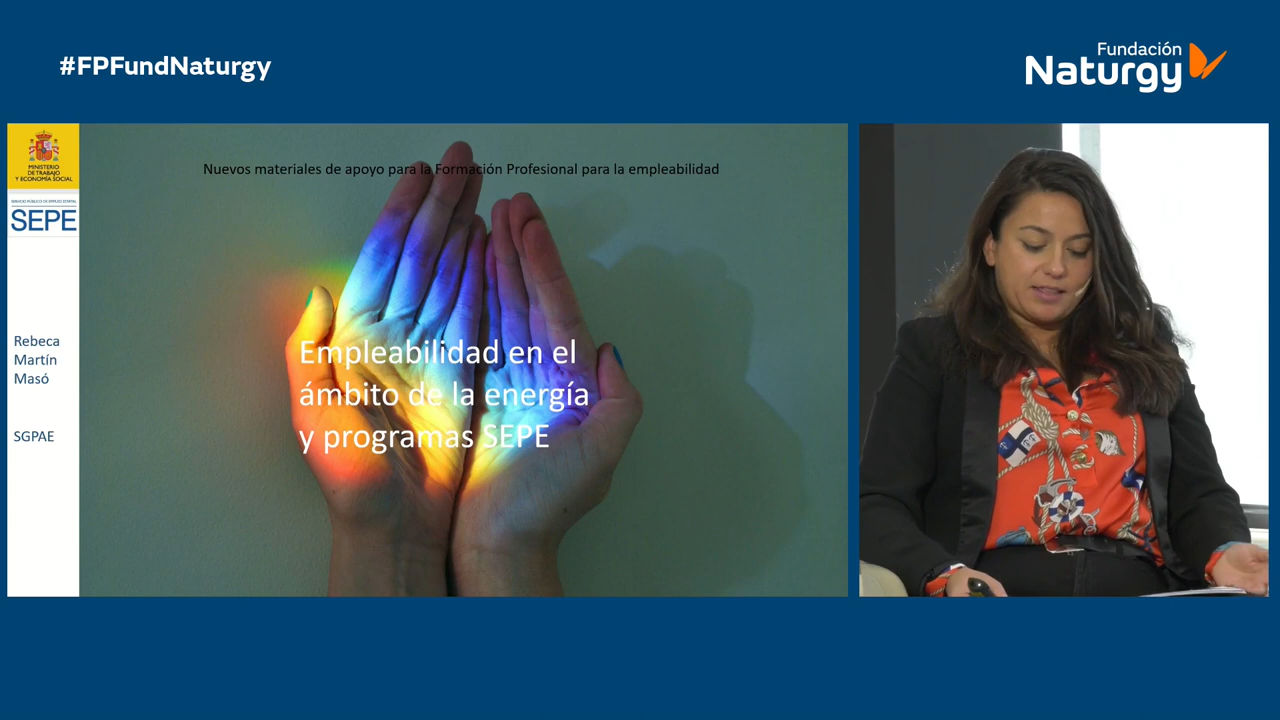 #FPFundNaturgy
Fundación
Naturgy
MINISTERIO
DE TRABAJO
Y ECONOMÍA SOCIAL
SERVICIO PÚBLICO DE EMPLEO ESTATAL
SEPE
Rebeca
Martín
Masó
SGPAE
Nuevos materiales de apoyo para la Formación Profesional para la empleabilidad
Empleabilidad en el
ámbito de la energía
y programas SEPE